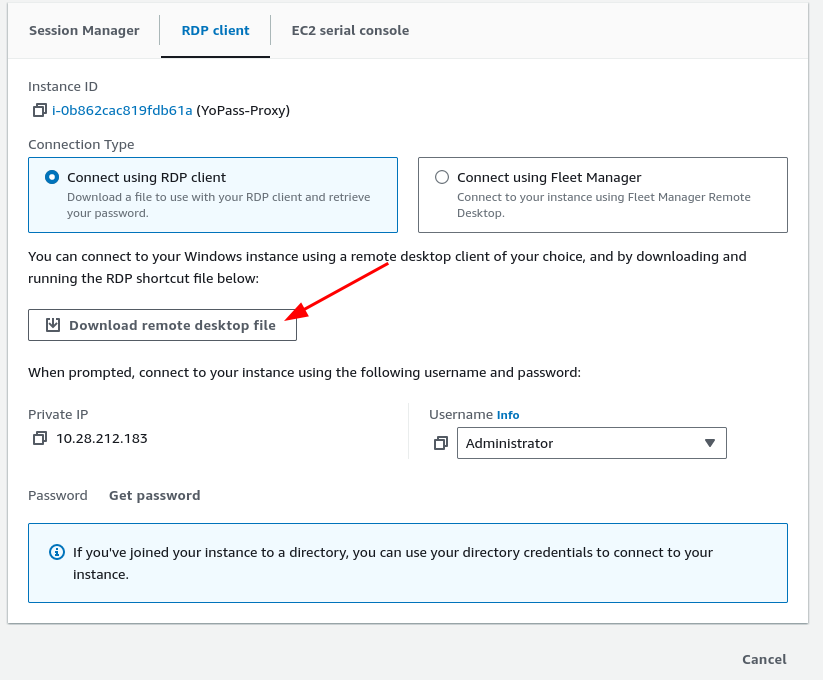 Session Manager
RDP client
EC2 serial console
Instance ID
i-0b862cac819fdb61a (YoPass-Proxy)
Connection Type
Connect using RDP client
Download a file to use with your RDP client and retrieve
your password.
Connect using Fleet Manager
Connect to your instance using Fleet Manager Remote
Desktop.
You can connect to your Windows instance using a remote desktop client of your choice, and by downloading and
running the RDP shortcut file below:
Download remote desktop file
When prompted, connect to your instance using the following username and password:
Private IP
10.28.212.183
Username Info
Administrator
Password Get password
If you've joined your instance to a directory, you can use your directory credentials to connect to your
instance.
Cancel